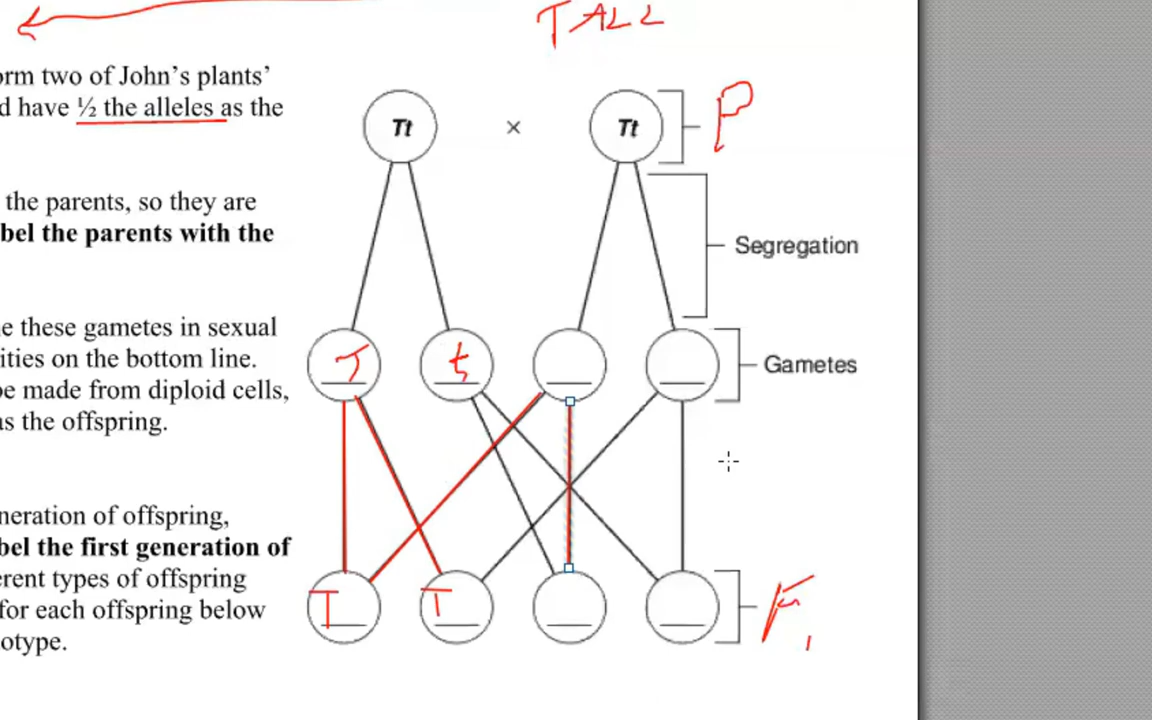 TALL
orm two of John's plants'
d have ½ the alleles as the
Tt × Tt P
the parents, so they are
bel the parents with the
Segregation
e these gametes in sexual
ities on the bottom line.
be made from diploid cells,
as the offspring.
T t Gametes
neration of offspring,
bel the first generation of
erent types of offspring
for each offspring below
otype.
T T F1